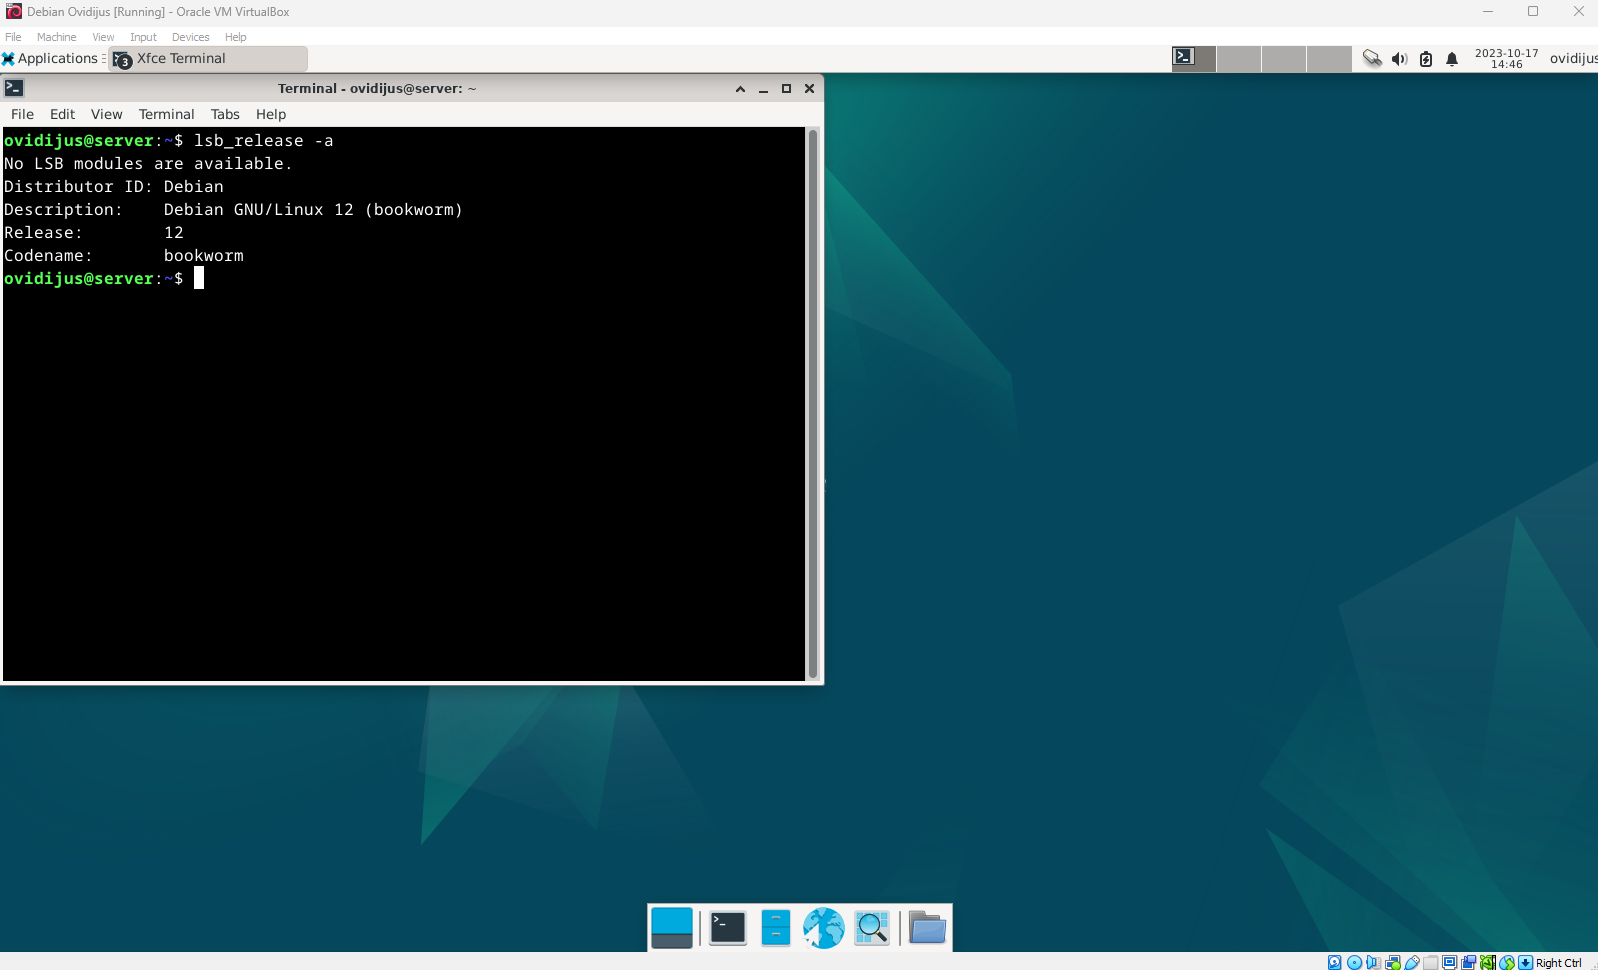 Debian Ovidijus [Running] - Oracle VM VirtualBox
File Machine View Input Devices Help
Applications 3 Xfce Terminal
2023-10-17
14:46
ovidijus
Terminal - ovidijus@server: ~
File Edit View Terminal Tabs Help
ovidijus@server:~$ lsb_release -a
No LSB modules are available.
Distributor ID: Debian
Description:    Debian GNU/Linux 12 (bookworm)
Release:        12
Codename:       bookworm
ovidijus@server:~$
Right Ctrl